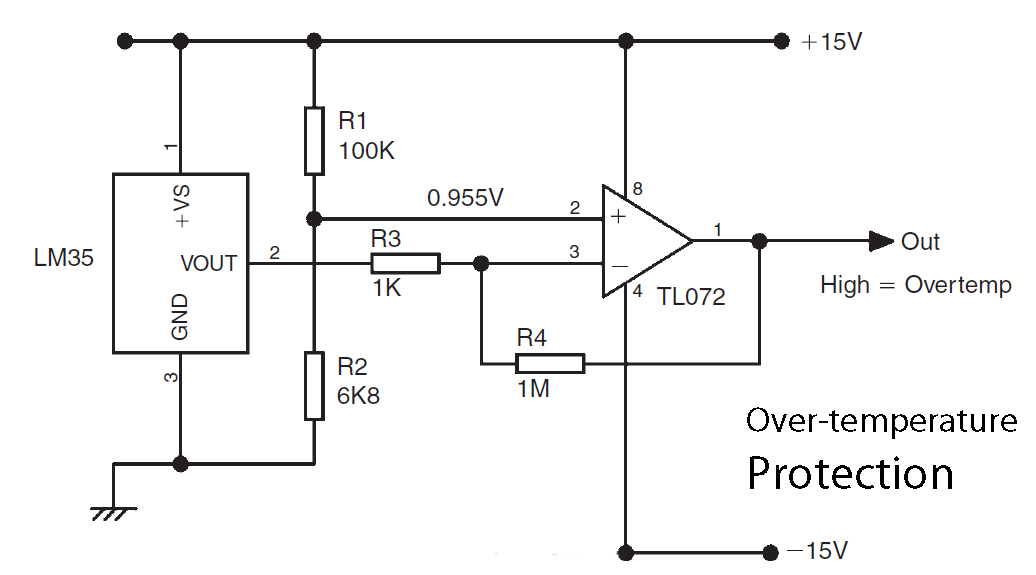 +15V
R1
100K
1
8
+VS
0.955V
2
+
R3
1
Out
LM35
VOUT
2
3
−
1K
High = Overtemp
4
TL072
GND
R4
3
R2
6K8
1M
Over-temperature
Protection
−15V